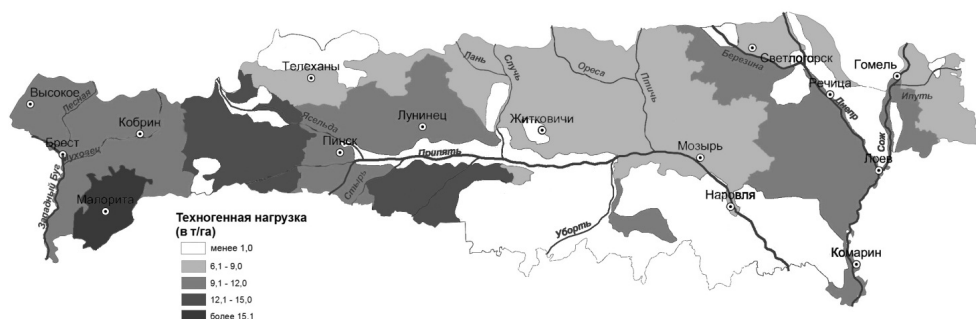 Высокое
Лесная
Кобрин
Брест
Мухавец
Западный Буг
Малорита
Телеханы
Ясельда
Пинск
Стырь
Лунинец
Припять
Лань
Случь
Ореса
Птичь
Житковичи
Уборть
Мозырь
Наровля
Березина
Светлогорск
Речица
Днепр
Гомель
Ипуть
Сож
Лоев
Комарин
Техногенная нагрузка
(в т/га)
менее 1,0
6,1 - 9,0
9,1 - 12,0
12,1 - 15,0
более 15,1